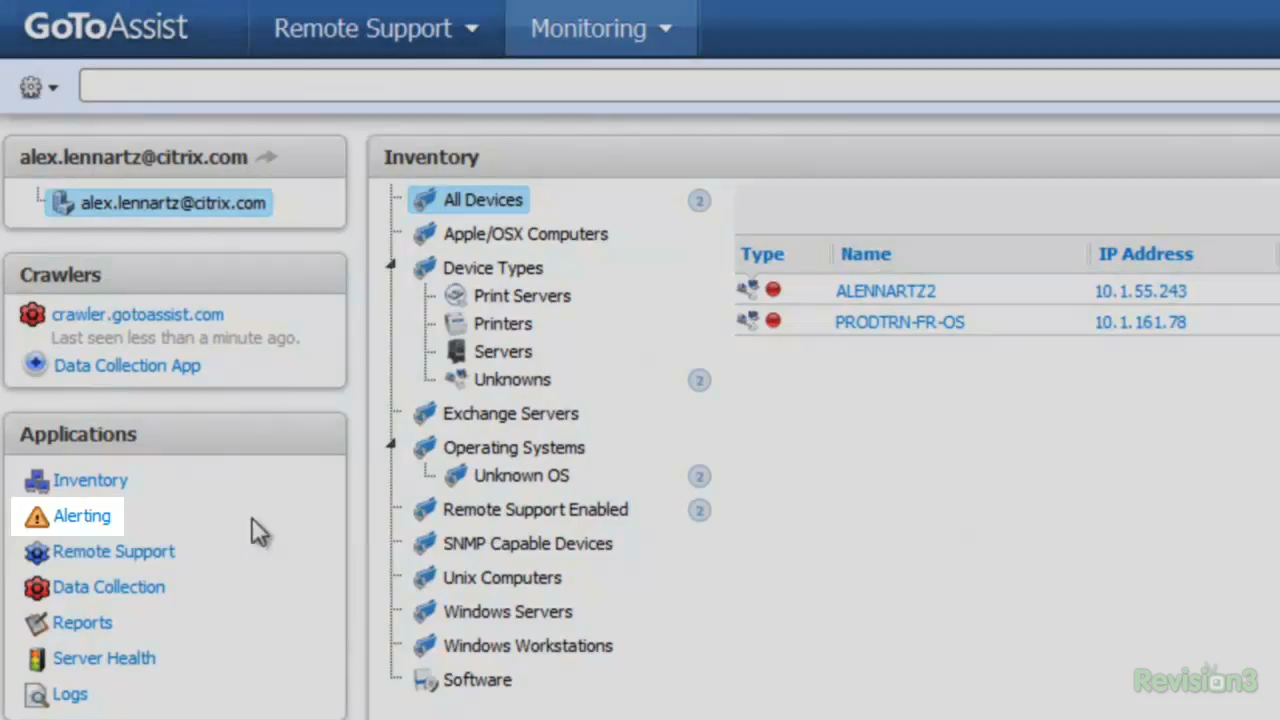 GoToAssist
Remote Support
Monitoring
alex.lennartz@citrix.com
alex.lennartz@citrix.com
Crawlers
crawler.gotoassist.com
Last seen less than a minute ago.
Data Collection App
Applications
Inventory
Alerting
Remote Support
Data Collection
Reports
Server Health
Logs
Inventory
All Devices 2
Apple/OSX Computers
Device Types
Print Servers
Printers
Servers
Unknowns 2
Exchange Servers
Operating Systems
Unknown OS 2
Remote Support Enabled 2
SNMP Capable Devices
Unix Computers
Windows Servers
Windows Workstations
Software
Type Name IP Address
ALENNARTZ2 10.1.55.243
PRODTRN-FR-OS 10.1.161.78
Revision3